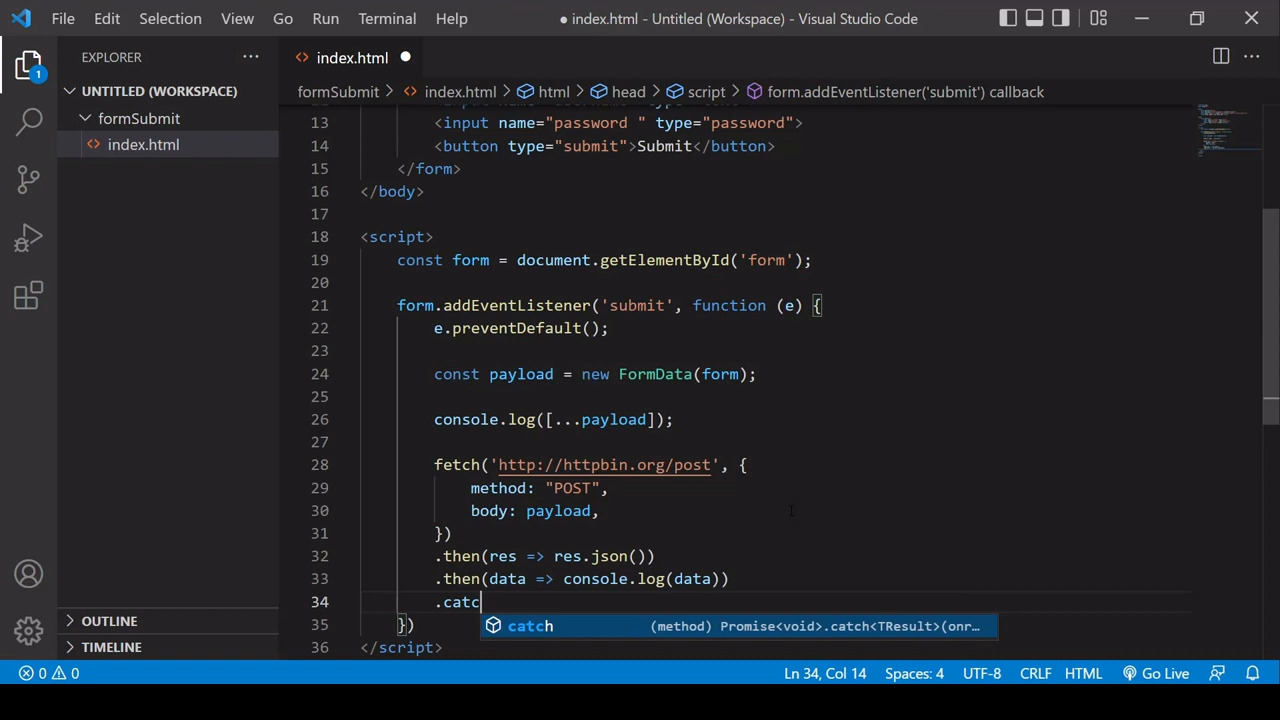 File Edit Selection View Go Run Terminal Help
● index.html - Untitled (Workspace) - Visual Studio Code
EXPLORER
index.html
1
UNTITLED (WORKSPACE)
formSubmit
index.html
OUTLINE
TIMELINE
formSubmit > index.html > html > head > script > form.addEventListener('submit') callback
13 <input name="password " type="password">
14 <button type="submit">Submit</button>
15 </form>
16 </body>
17
18 <script>
19 const form = document.getElementById('form');
20
21 form.addEventListener('submit', function (e) {
22 e.preventDefault();
23
24 const payload = new FormData(form);
25
26 console.log([...payload]);
27
28 fetch('http://httpbin.org/post', {
29 method: "POST",
30 body: payload,
31 })
32 .then(res => res.json())
33 .then(data => console.log(data))
34 .catc
catch (method) Promise<void>.catch<TResult>(onr…
35 })
36 </script>
0 0 Ln 34, Col 14 Spaces: 4 UTF-8 CRLF HTML Go Live